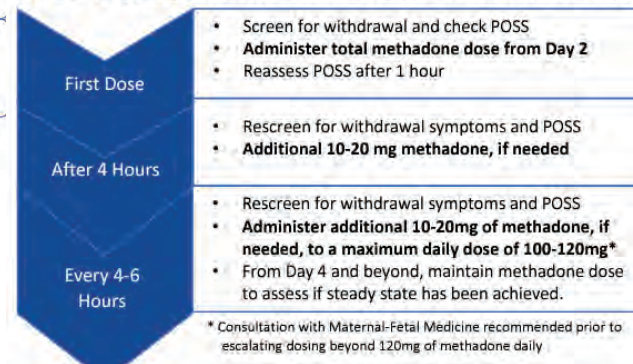 First Dose
• Screen for withdrawal and check POSS
• Administer total methadone dose from Day 2
• Reassess POSS after 1 hour
After 4 Hours
• Rescreen for withdrawal symptoms and POSS
• Additional 10-20 mg methadone, if needed
Every 4-6
Hours
• Rescreen for withdrawal symptoms and POSS
• Administer additional 10-20mg of methadone, if
needed, to a maximum daily dose of 100-120mg*
• From Day 4 and beyond, maintain methadone dose
to assess if steady state has been achieved.
* Consultation with Maternal-Fetal Medicine recommended prior to
escalating dosing beyond 120mg of methadone daily